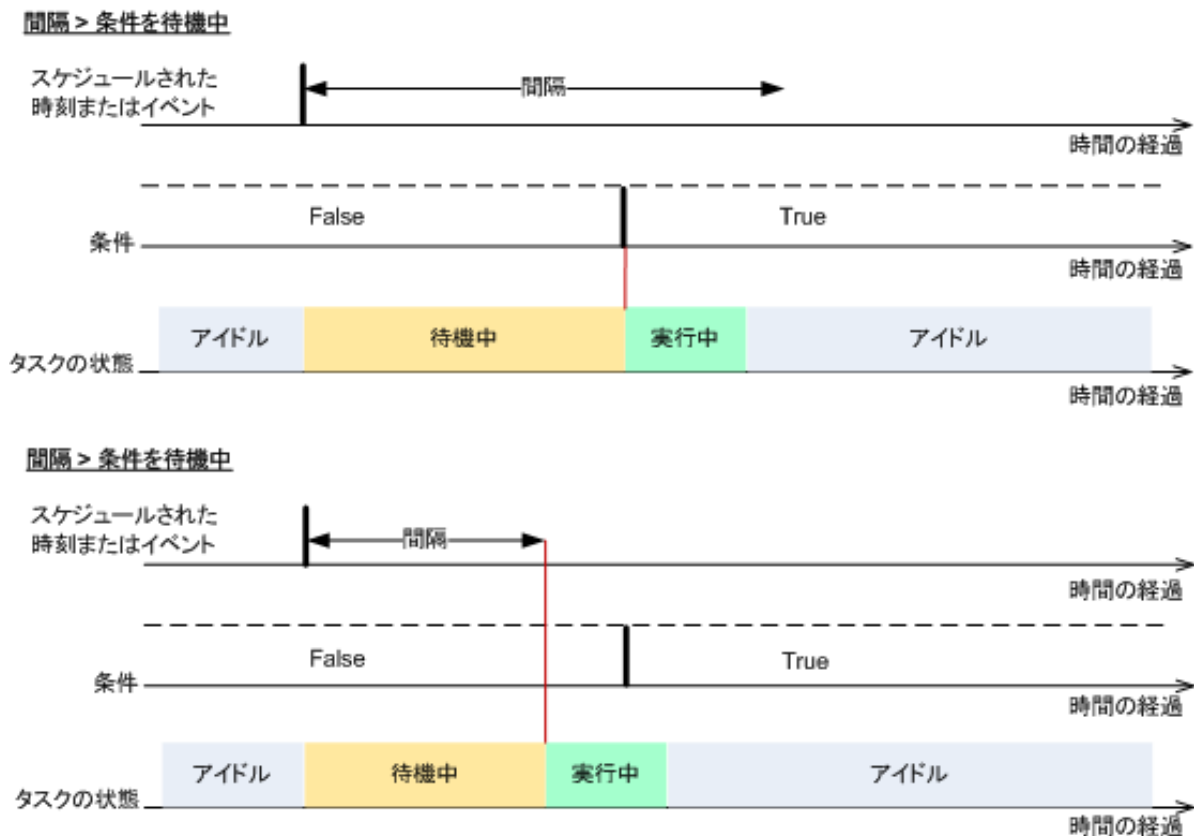 間隔 > 条件を待機中
スケジュールされた
時刻またはイベント
間隔
時間の経過
False
True
条件
時間の経過
アイドル
待機中
実行中
アイドル
タスクの状態
時間の経過
間隔 > 条件を待機中
スケジュールされた
時刻またはイベント
間隔
時間の経過
False
True
条件
時間の経過
アイドル
待機中
実行中
アイドル
タスクの状態
時間の経過